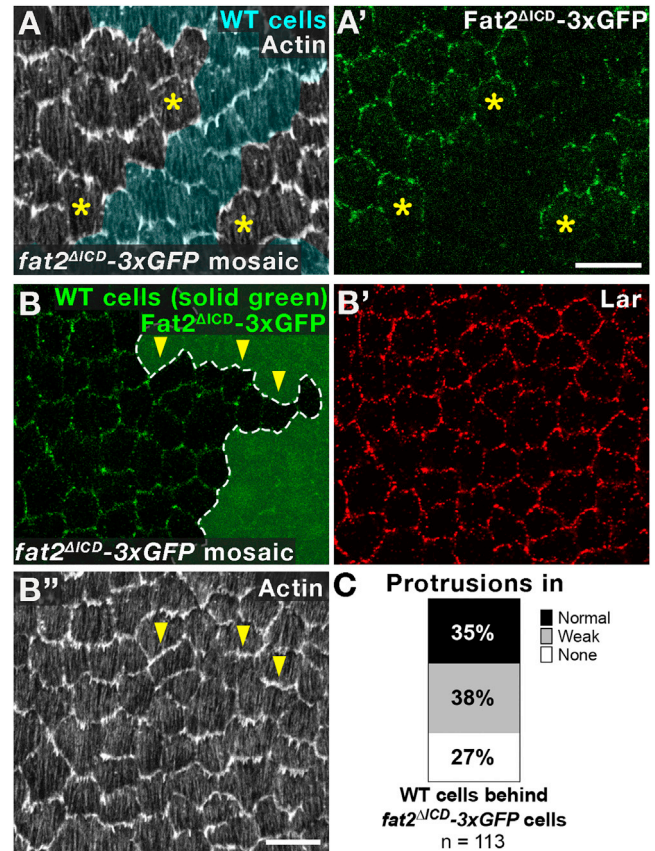 A
WT cells
Actin
*
*
*
fat2ΔICD-3xGFP mosaic
A'
Fat2ΔICD-3xGFP
*
*
*
B
WT cells (solid green)
Fat2ΔICD-3xGFP
fat2ΔICD-3xGFP mosaic
B'
Lar
B"
Actin
C
Protrusions in
35%
38%
27%
Normal
Weak
None
WT cells behind
fat2ΔICD-3xGFP cells
n = 113